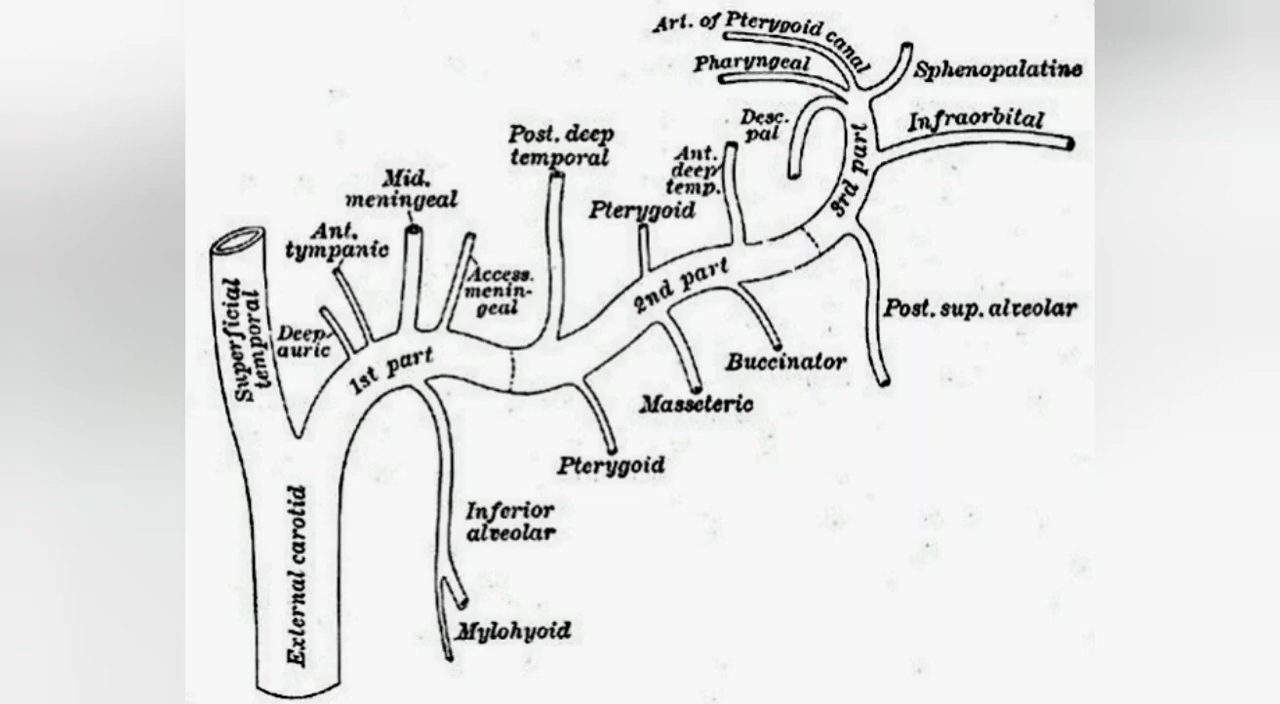 Art. of Pterygoid canal
Pharyngeal
Sphenopalatine
Desc.
pal
Infraorbital
3rd part
Post. deep
temporal
Ant.
deep
temp.
Mid.
meningeal
Pterygoid
Ant.
tympanic
Access.
menin-
geal
2nd part
Superficial
temporal
Deep
auric
1st part
Post. sup. alveolar
Buccinator
Masseteric
Pterygoid
Inferior
alveolar
External carotid
Mylohyoid